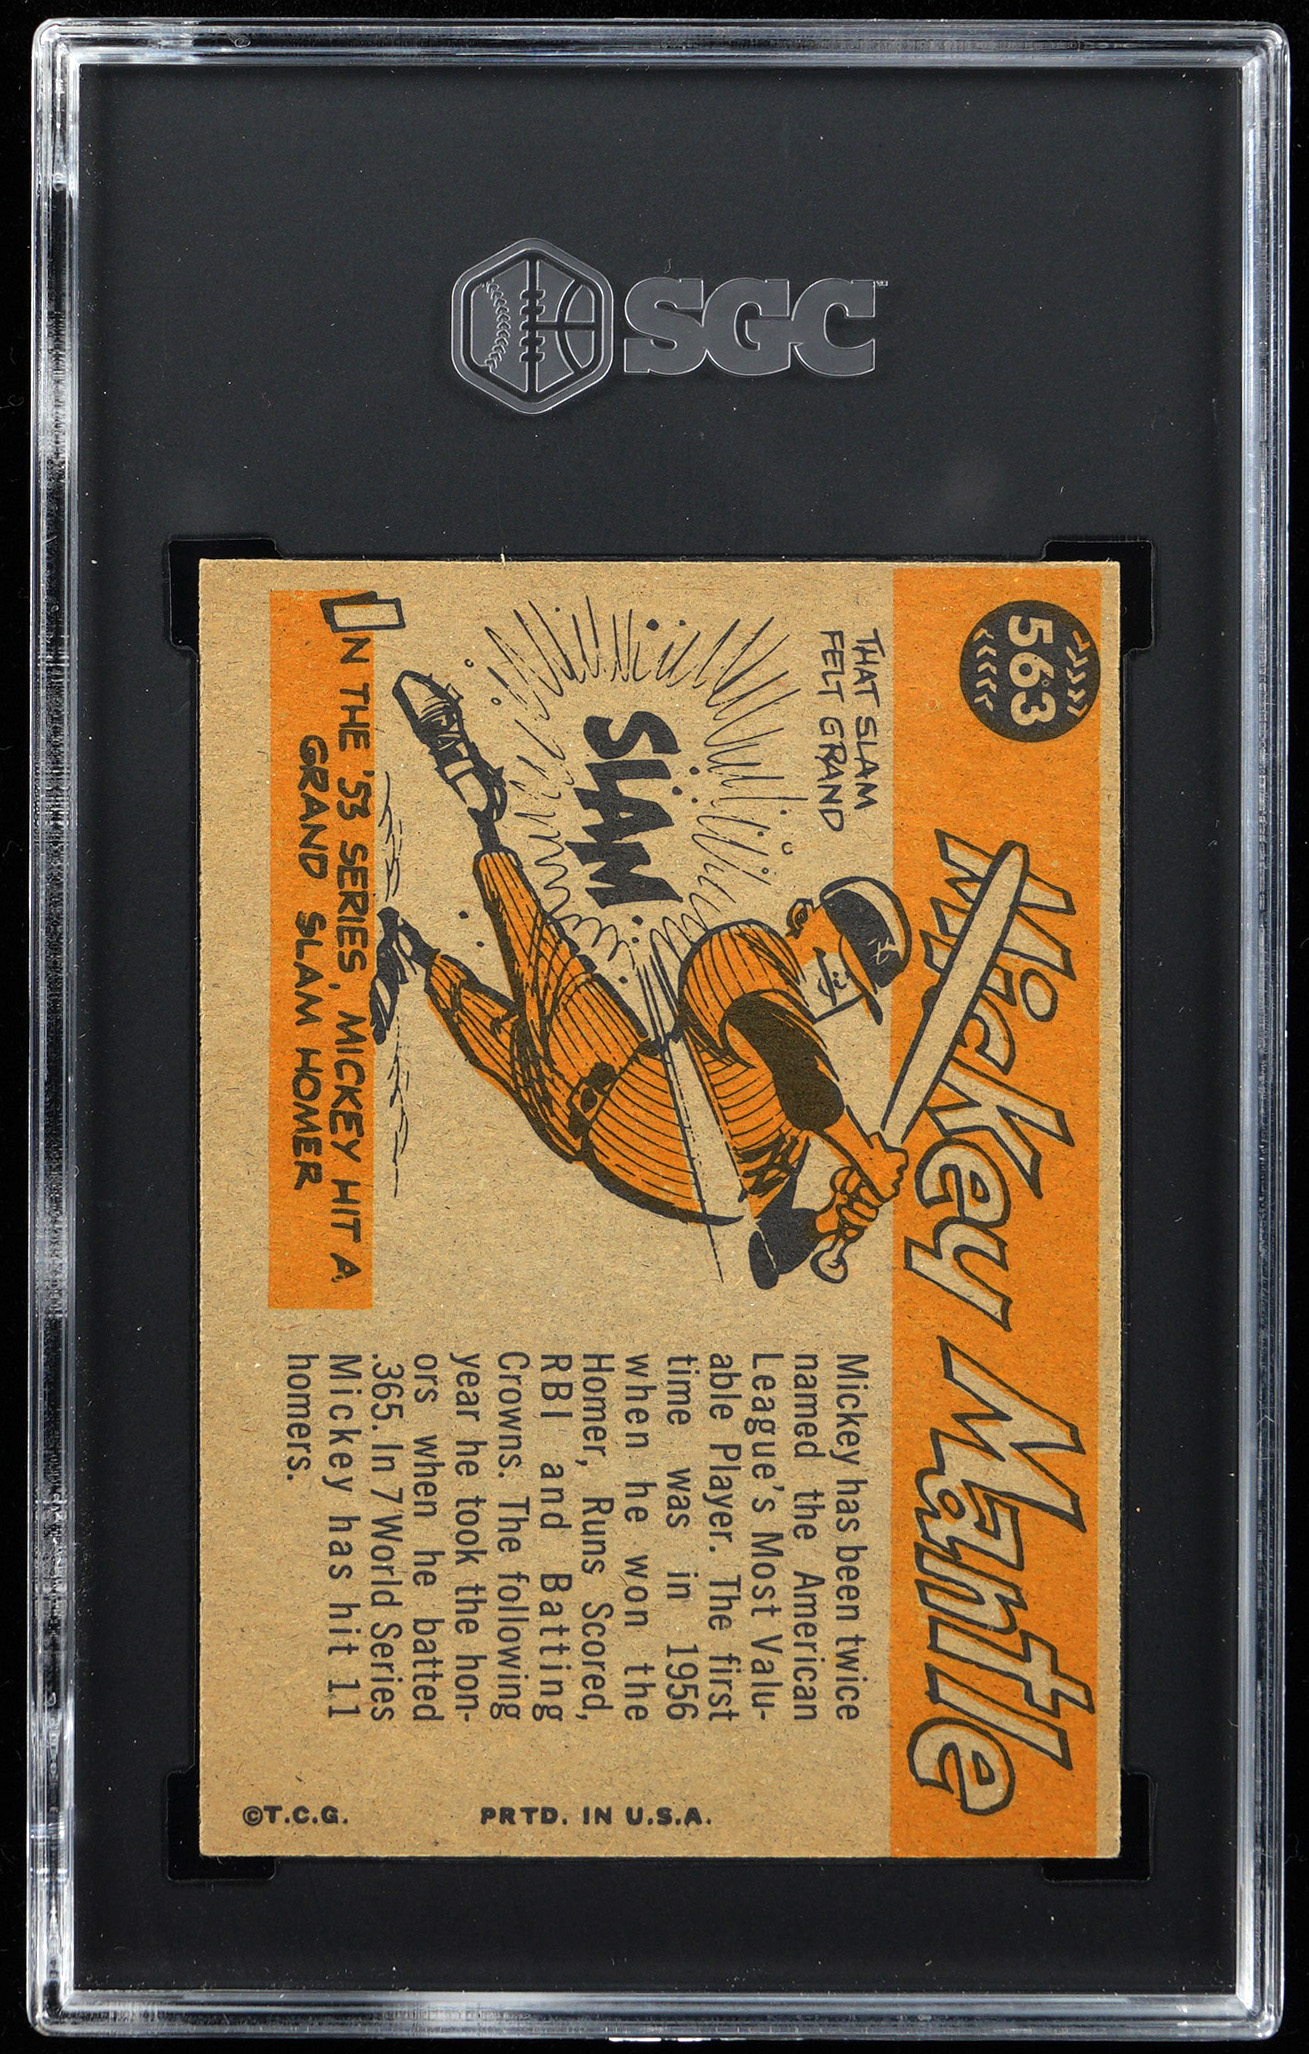 SGC
563
Mickey Mantle
THAT SLAM
FELT GRAND
SLAM
IN THE '53 SERIES, MICKEY HIT A
GRAND SLAM HOMER
Mickey has been twice
named the American
League's Most Valu-
able Player. The first
time was in 1956
when he won the
Homer, Runs Scored,
RBI and Batting
Crowns. The following
year he took the hon-
ors when he batted
.365. In 7 World Series
Mickey has hit 11
homers.
©T.C.G. PRTD. IN U.S.A.